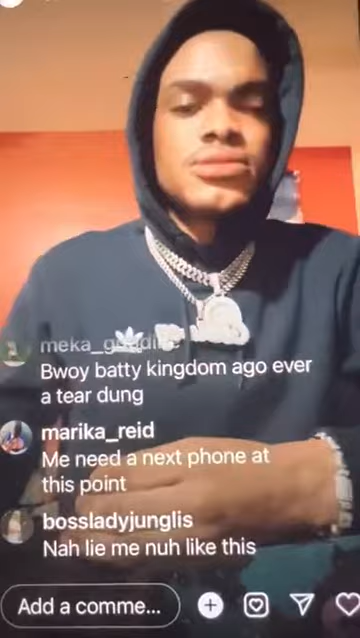 Bwoy batty kingdom ago ever
a tear dung
marika_reid
Me need a next phone at
this point
bossladyjunglis
Nah lie me nuh like this
Add a comme...